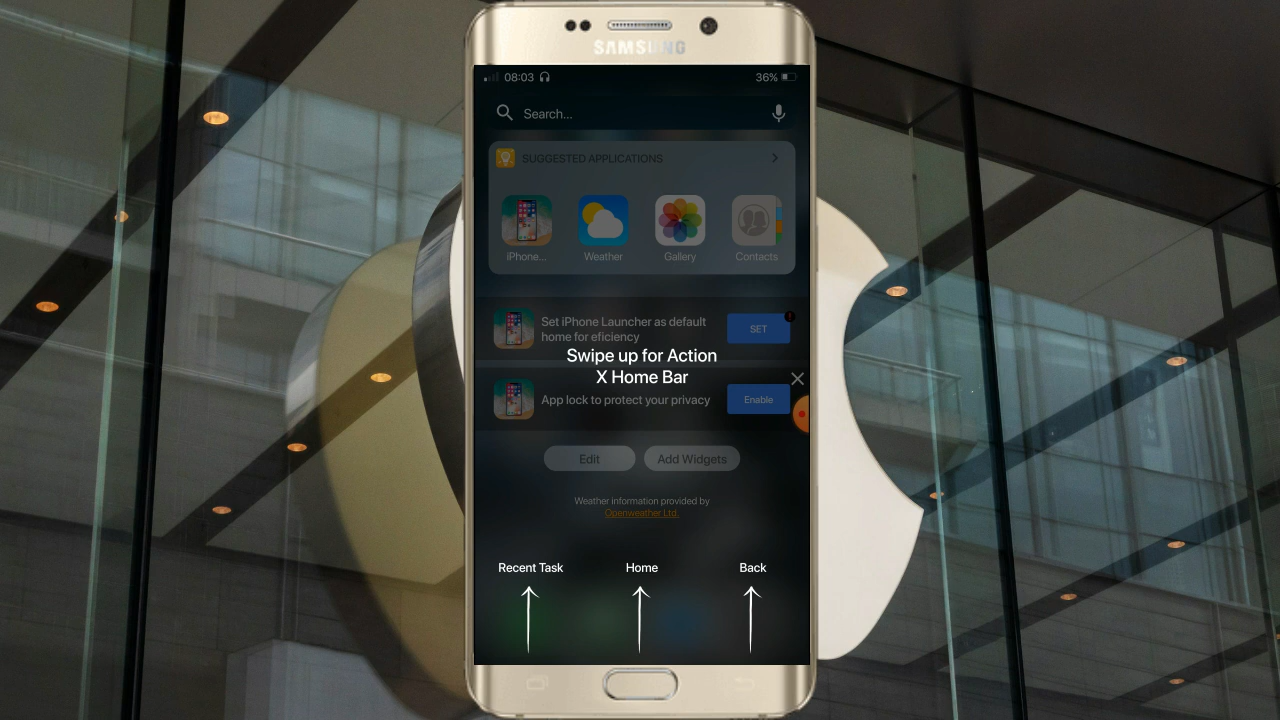 SAMSUNG
08:03
36%
Search...
SUGGESTED APPLICATIONS
iPhone...
Weather
Gallery
Contacts
Set iPhone Launcher as default
home for eficiency
SET
!
Swipe up for Action
X Home Bar
App lock to protect your privacy
Enable
Edit
Add Widgets
Weather information provided by
Openweather Ltd.
Recent Task
Home
Back